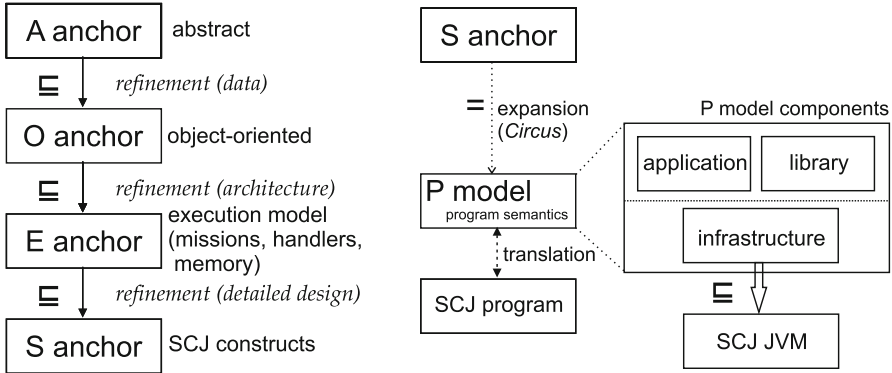 A anchor
abstract
⊑
refinement (data)
O anchor
object-oriented
⊑
refinement (architecture)
E anchor
execution model
(missions, handlers,
memory)
⊑
refinement (detailed design)
S anchor
SCJ constructs
S anchor
=
expansion
(Circus)
P model
program semantics
translation
SCJ program
P model components
application
library
infrastructure
⊑
SCJ JVM